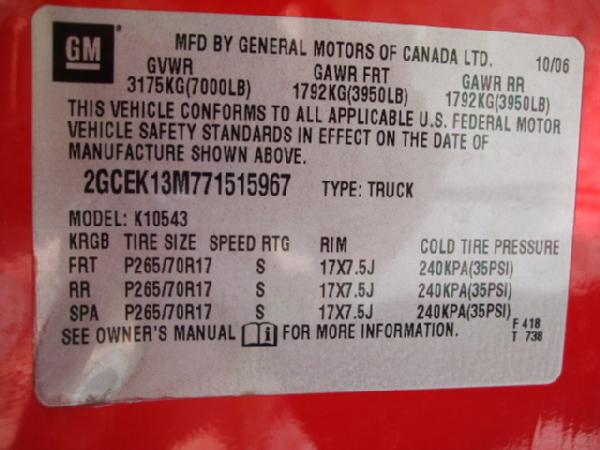 GM
MFD BY GENERAL MOTORS OF CANADA LTD. 10/06
GVWR GAWR FRT GAWR RR
3175KG(7000LB) 1792KG(3950LB) 1792KG(3950LB)
THIS VEHICLE CONFORMS TO ALL APPLICABLE U.S. FEDERAL MOTOR
VEHICLE SAFETY STANDARDS IN EFFECT ON THE DATE OF
MANUFACTURE SHOWN ABOVE.
2GCEK13M771515967 TYPE: TRUCK
MODEL: K10543
KRGB TIRE SIZE SPEED RTG RIM COLD TIRE PRESSURE
FRT P265/70R17 S 17X7.5J 240KPA(35PSI)
RR P265/70R17 S 17X7.5J 240KPA(35PSI)
SPA P265/70R17 S 17X7.5J 240KPA(35PSI)
SEE OWNER'S MANUAL i FOR MORE INFORMATION.
F 418
T 738